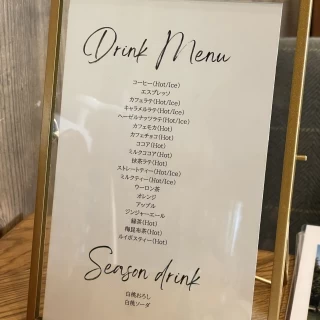 Drink Menu
コーヒー(Hot/Ice)
エスプレッソ
カフェラテ(Hot/Ice)
キャラメルラテ(Hot/Ice)
ヘーゼルナッツラテ(Hot/Ice)
カフェモカ(Hot)
カフェチョコ(Hot)
ココア(Hot)
ミルクココア(Hot)
抹茶ラテ(Hot)
ストレートティー(Hot/Ice)
ミルクティー(Hot/Ice)
ウーロン茶
オレンジ
アップル
ジンジャーエール
緑茶(Hot)
梅昆布茶(Hot)
ルイボスティー(Hot)
Season drink
白桃おろし
白桃ソーダ